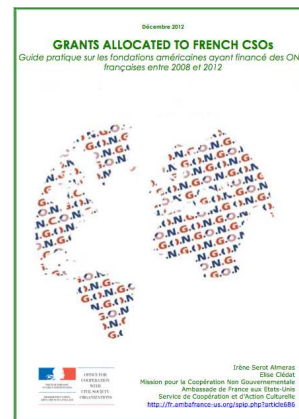 Décembre 2012
GRANTS ALLOCATED TO FRENCH CSOs
Guide pratique sur les fondations américaines ayant financé des ON
françaises entre 2008 et 2012
OFFICE FOR
COOPERATION
WITH
CIVIL SOCIETY
ORGANIZATIONS
Irène Serot Almeras
Elise Clédat
Mission pour la Coopération Non Gouvernementale
Ambassade de France aux Etats-Unis
Service de Coopération et d'Action Culturelle
http://fr.ambafrance-us.org/spip.php?article686